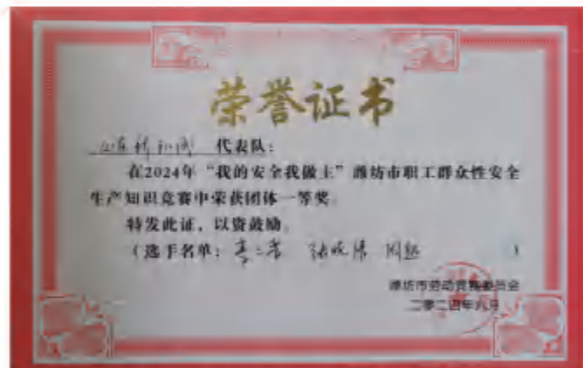 荣誉证书
代表队：
在2024年“我的安全我做主”潍坊市职工群众性安全
生产知识竞赛中荣获团体一等奖。
特发此证，以资鼓励。
（选手名单： ）
潍坊市劳动竞赛委员会
二零二四年六月